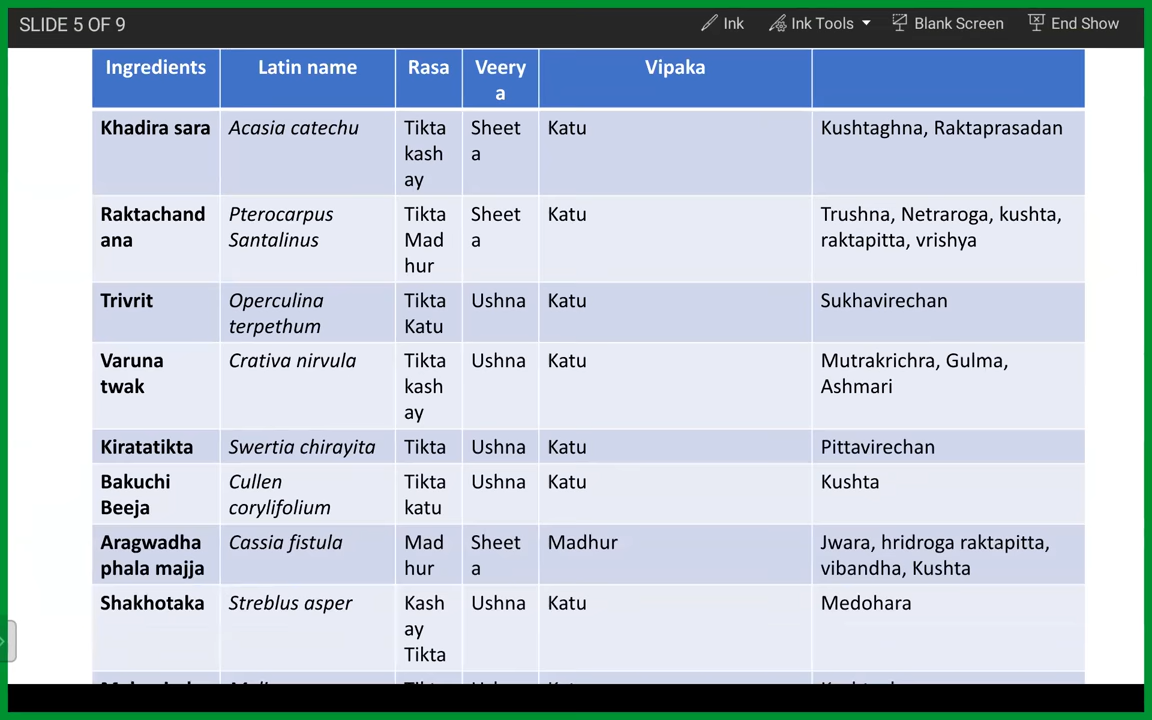 SLIDE 5 OF 9
Ink
Ink Tools
Blank Screen
End Show
Ingredients
Latin name
Rasa
Veery
a
Vipaka
Khadira sara
Acasia catechu
Tikta
kash
ay
Sheet
a
Katu
Kushtaghna, Raktaprasadan
Raktachand
ana
Pterocarpus
Santalinus
Tikta
Mad
hur
Sheet
a
Katu
Trushna, Netraroga, kushta,
raktapitta, vrishya
Trivrit
Operculina
terpethum
Tikta
Katu
Ushna
Katu
Sukhavirechan
Varuna
twak
Crativa nirvula
Tikta
kash
ay
Ushna
Katu
Mutrakrichra, Gulma,
Ashmari
Kiratatikta
Swertia chirayita
Tikta
Ushna
Katu
Pittavirechan
Bakuchi
Beeja
Cullen
corylifolium
Tikta
katu
Ushna
Katu
Kushta
Aragwadha
phala majja
Cassia fistula
Mad
hur
Sheet
a
Madhur
Jwara, hridroga raktapitta,
vibandha, Kushta
Shakhotaka
Streblus asper
Kash
ay
Tikta
Ushna
Katu
Medohara